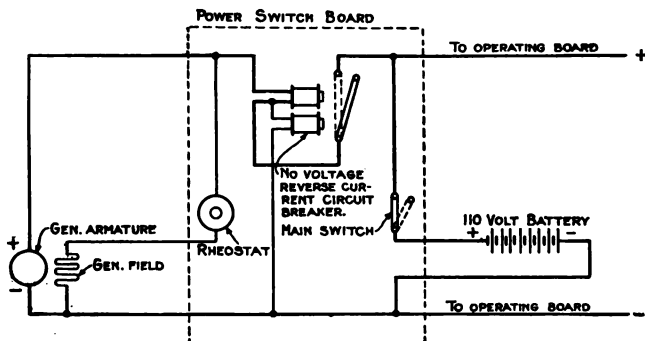 POWER SWITCH BOARD
TO OPERATING BOARD +
NO VOLTAGE
REVERSE CUR-
RENT CIRCUIT
BREAKER.
MAIN SWITCH
110 VOLT BATTERY
+ -
RHEOSTAT
+
GEN. ARMATURE
GEN. FIELD
-
TO OPERATING BOARD -